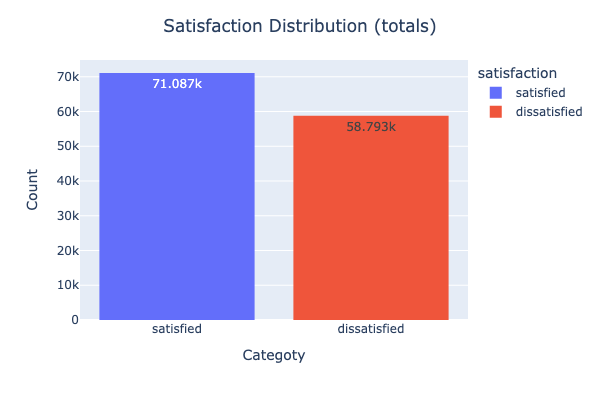 Satisfaction Distribution (totals)
satisfaction
satisfied
dissatisfied
Count
70k
60k
50k
40k
30k
20k
10k
0
71.087k
58.793k
satisfied
dissatisfied
Categoty